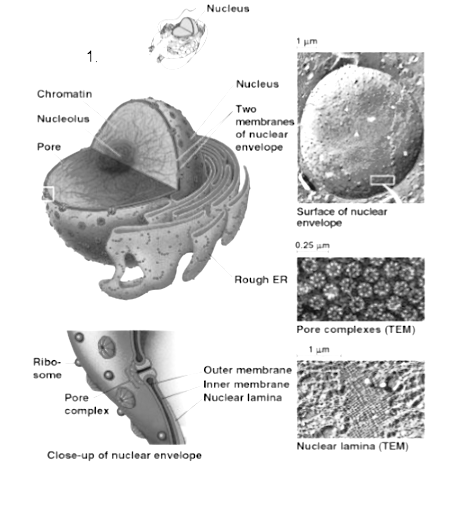 Nucleus
1.
Chromatin
Nucleolus
Pore
Nucleus
Two
membranes
of nuclear
envelope
Rough ER
1 µm
Surface of nuclear
envelope
0.25 µm
Pore complexes (TEM)
1 µm
Nuclear lamina (TEM)
Ribo-
some
Pore
complex
Outer membrane
Inner membrane
Nuclear lamina
Close-up of nuclear envelope